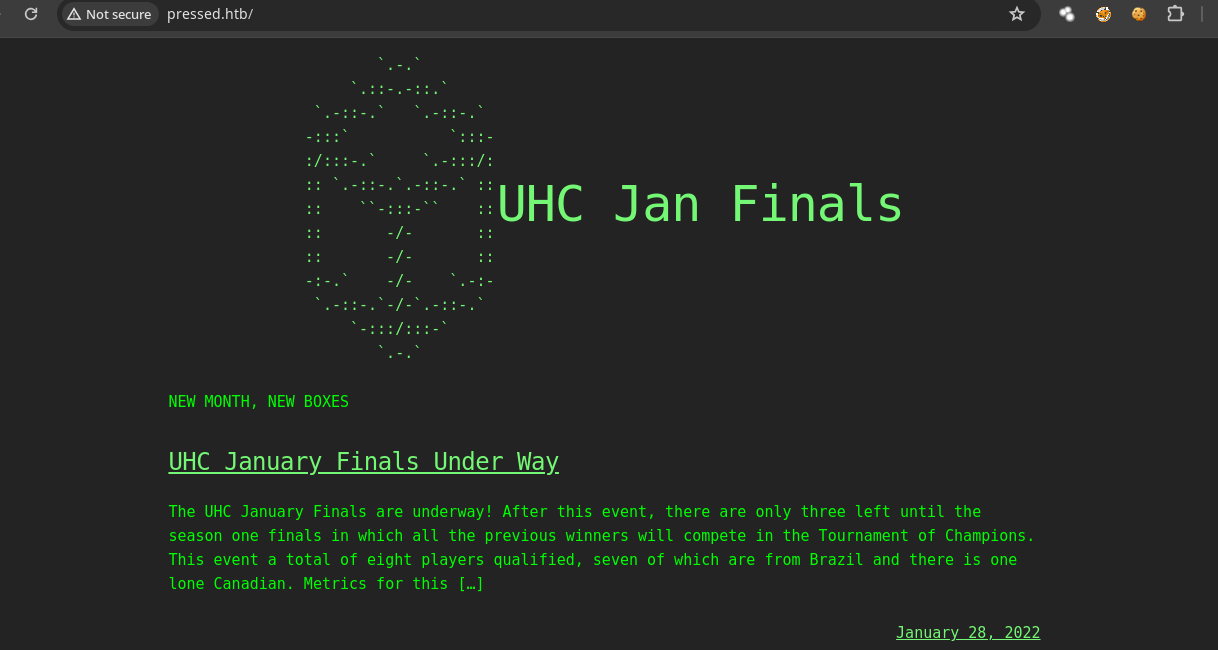 Not secure pressed.htb/
`.-.`
`.::-.-::.`
`.-::-.` `.-::-.`
-:::` `:::-
:/:::-.` `.-:::/:
:: `.-::-.`.-::-.` ::
:: ``-:::-`` ::
UHC Jan Finals
:: -/- ::
:: -/- ::
-:-.` -/- `.-:-
`.-::-.`-/-`.-::-.`
`-:::/:::-`
`.-.`
NEW MONTH, NEW BOXES
UHC January Finals Under Way
The UHC January Finals are underway! After this event, there are only three left until the
season one finals in which all the previous winners will compete in the Tournament of Champions.
This event a total of eight players qualified, seven of which are from Brazil and there is one
lone Canadian. Metrics for this […]
January 28, 2022